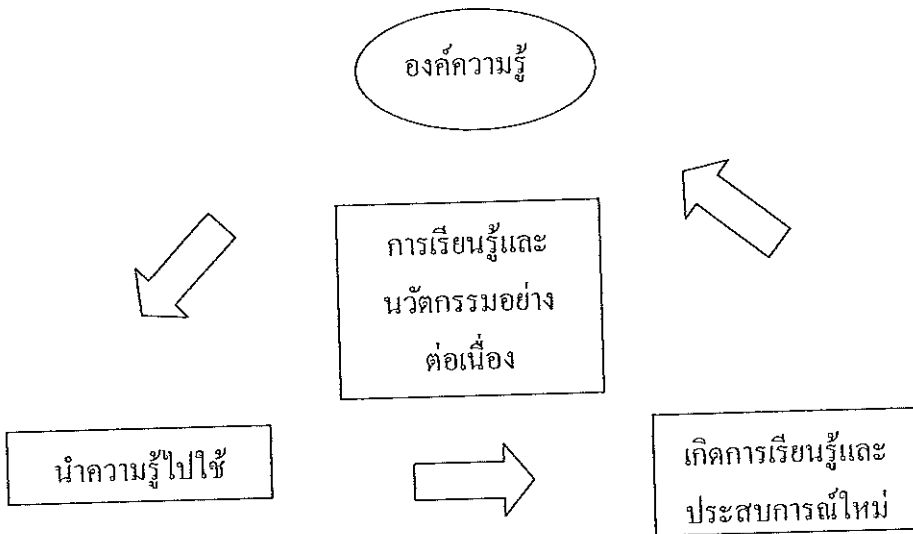 องค์ความรู้
การเรียนรู้และ
นวัตกรรมอย่าง
ต่อเนื่อง
นำความรู้ไปใช้
เกิดการเรียนรู้และ
ประสบการณ์ใหม่